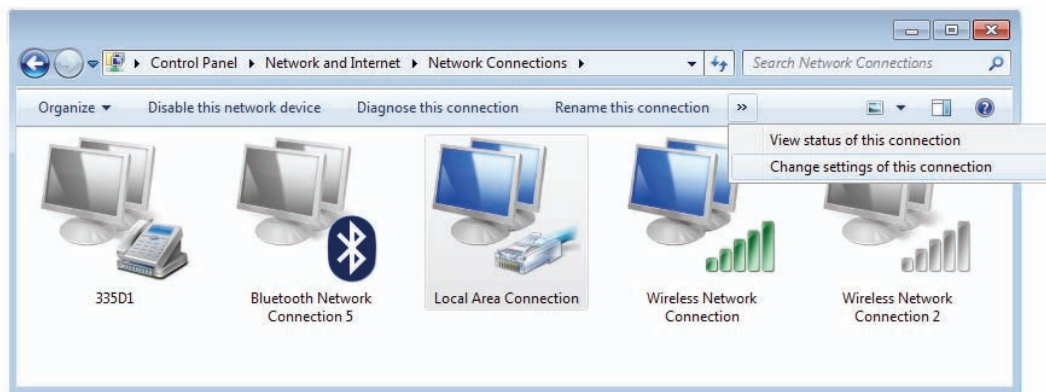 Control Panel ▸ Network and Internet ▸ Network Connections ▸
Search Network Connections
Organize ▼ Disable this network device Diagnose this connection Rename this connection »
View status of this connection
Change settings of this connection
335D1
Bluetooth Network
Connection 5
Local Area Connection
Wireless Network
Connection
Wireless Network
Connection 2